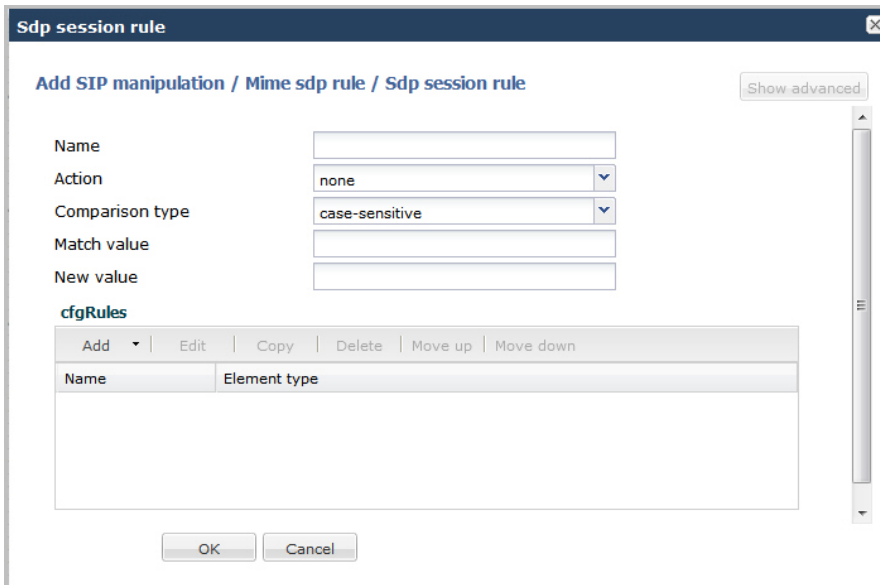 Sdp session rule
Add SIP manipulation / Mime sdp rule / Sdp session rule
Show advanced
Name
Action none
Comparison type case-sensitive
Match value
New value
cfgRules
Add Edit Copy Delete Move up Move down
Name Element type
OK Cancel